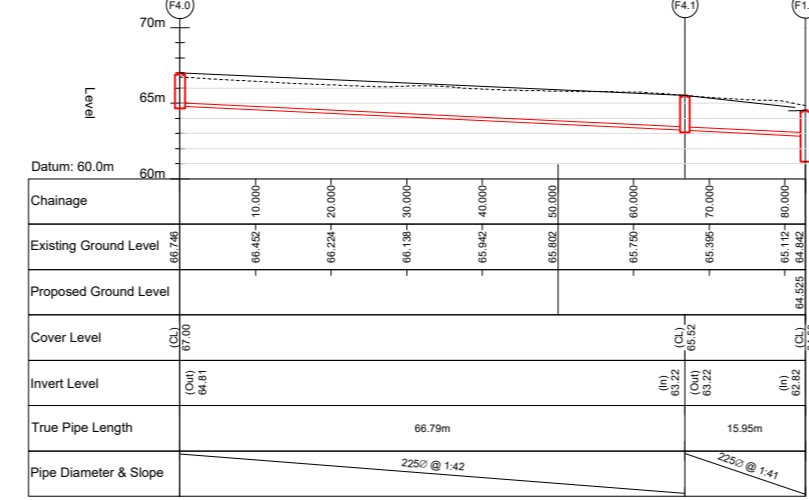 (F4.0)
(F4.1)
(F1.
70m
65m
60m
Level
Datum: 60.0m
Chainage
10.000
20.000
30.000
40.000
50.000
60.000
70.000
80.000
Existing Ground Level
66.746
66.452
66.224
66.138
65.942
65.802
65.750
65.395
65.112
64.842
Proposed Ground Level
64.525
Cover Level
(CL)
67.00
(CL)
65.52
(CL)
Invert Level
(Out)
64.81
(In)
63.22
(Out)
63.22
(In)
62.82
True Pipe Length
66.79m
15.95m
Pipe Diameter & Slope
225Ø @ 1:42
225Ø @ 1:41